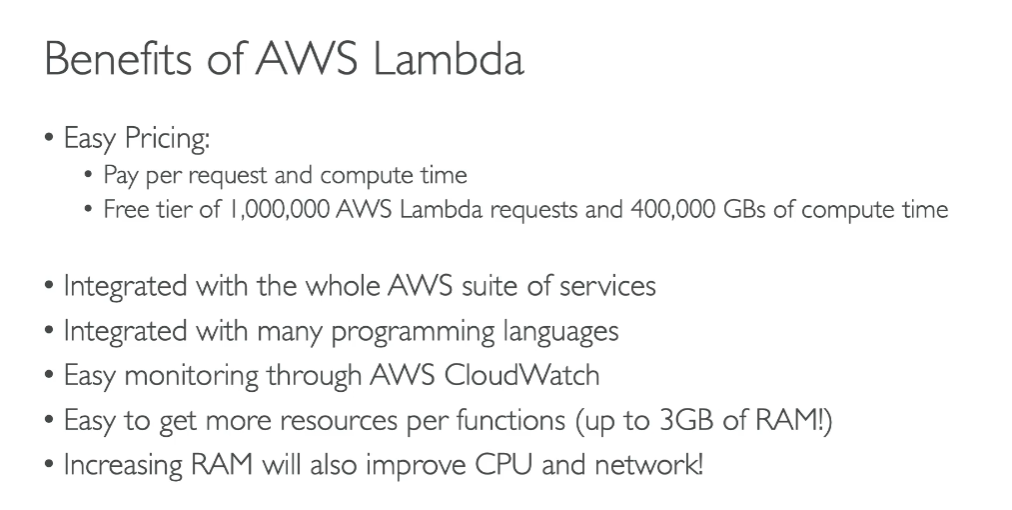 Benefits of AWS Lambda
• Easy Pricing:
• Pay per request and compute time
• Free tier of 1,000,000 AWS Lambda requests and 400,000 GBs of compute time
• Integrated with the whole AWS suite of services
• Integrated with many programming languages
• Easy monitoring through AWS CloudWatch
• Easy to get more resources per functions (up to 3GB of RAM!)
• Increasing RAM will also improve CPU and network!